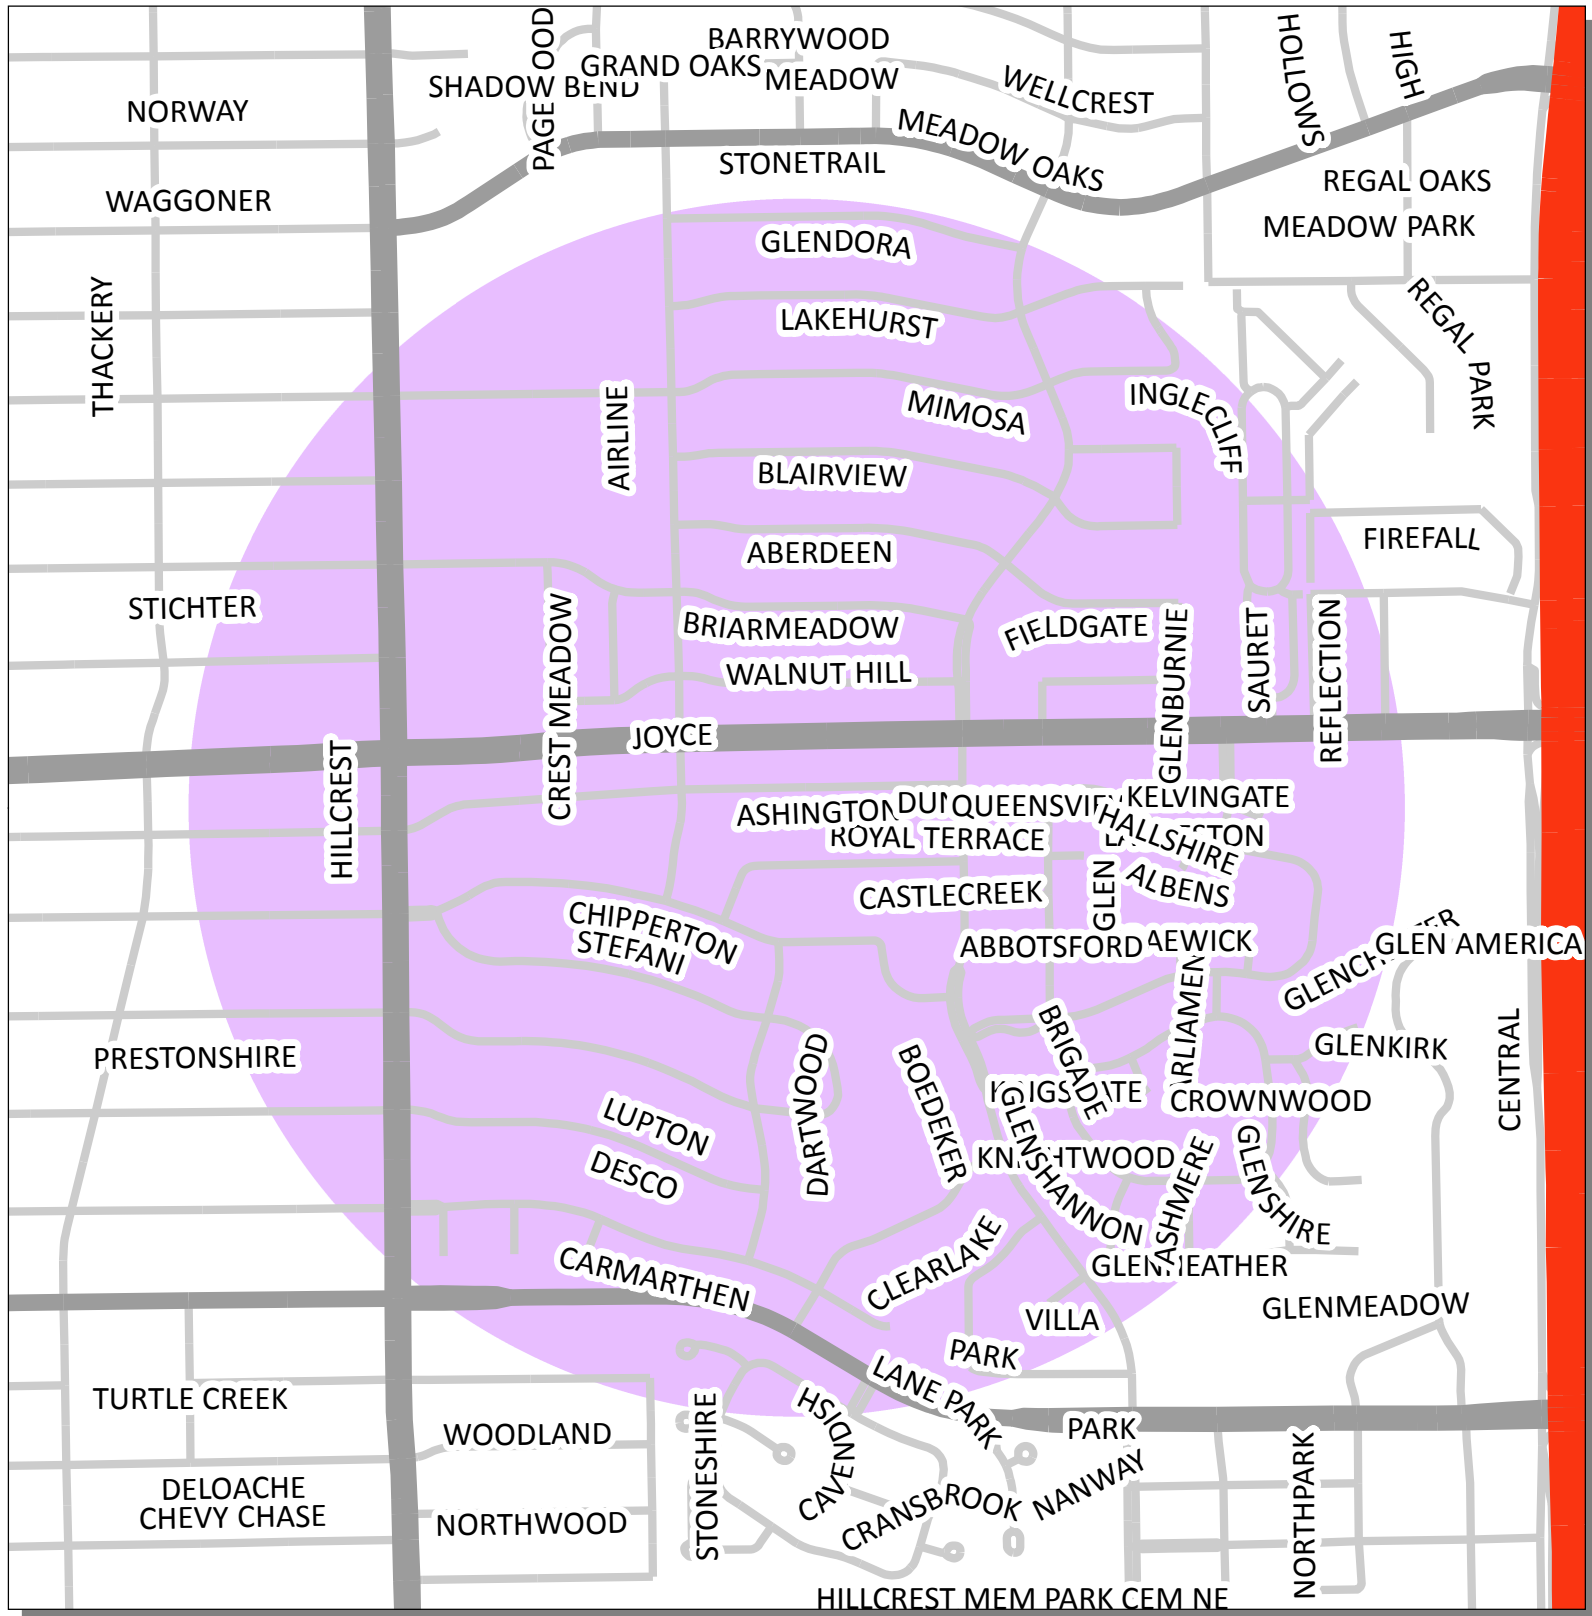 BARRYWOOD
GRAND OAKS
SHADOW BEND
MEADOW
WELLCREST
HOLLOWS
HIGH
NORWAY
MEADOW OAKS
STONETRAIL
REGAL OAKS
WAGGONER
MEADOW PARK
GLENDORA
THACKERY
LAKEHURST
REGAL PARK
MIMOSA
INGLECLIFF
AIRLINE
BLAIRVIEW
FIREFALL
ABERDEEN
STICHTER
BRIARMEADOW
FIELDGATE
GLENBURNIE
SAURET
REFLECTION
CREST MEADOW
WALNUT HILL
JOYCE
HILLCREST
ASHINGTON
KELVINGATE
ROYAL TERRACE
HALLSHIRE
CASTLECREEK
GLEN
ALBENS
CHIPPERTON
STEFANI
ABBOTSFORD
GLEN AMERICA
PRESTONSHIRE
DARTWOOD
BOEDEKER
BRIGADE
GLENKIRK
CENTRAL
CROWNWOOD
LUPTON
DESCO
GLENSHANNON
GLENSHIRE
CARMARTHEN
CLEARLAKE
GLENHEATHER
GLENMEADOW
VILLA
PARK
LANE PARK
TURTLE CREEK
STONESHIRE
CAVENDISH
PARK
WOODLAND
NANWAY
NORTHPARK
DELOACHE
CHEVY CHASE
NORTHWOOD
CRANSBROOK
HILLCREST MEM PARK CEM NE